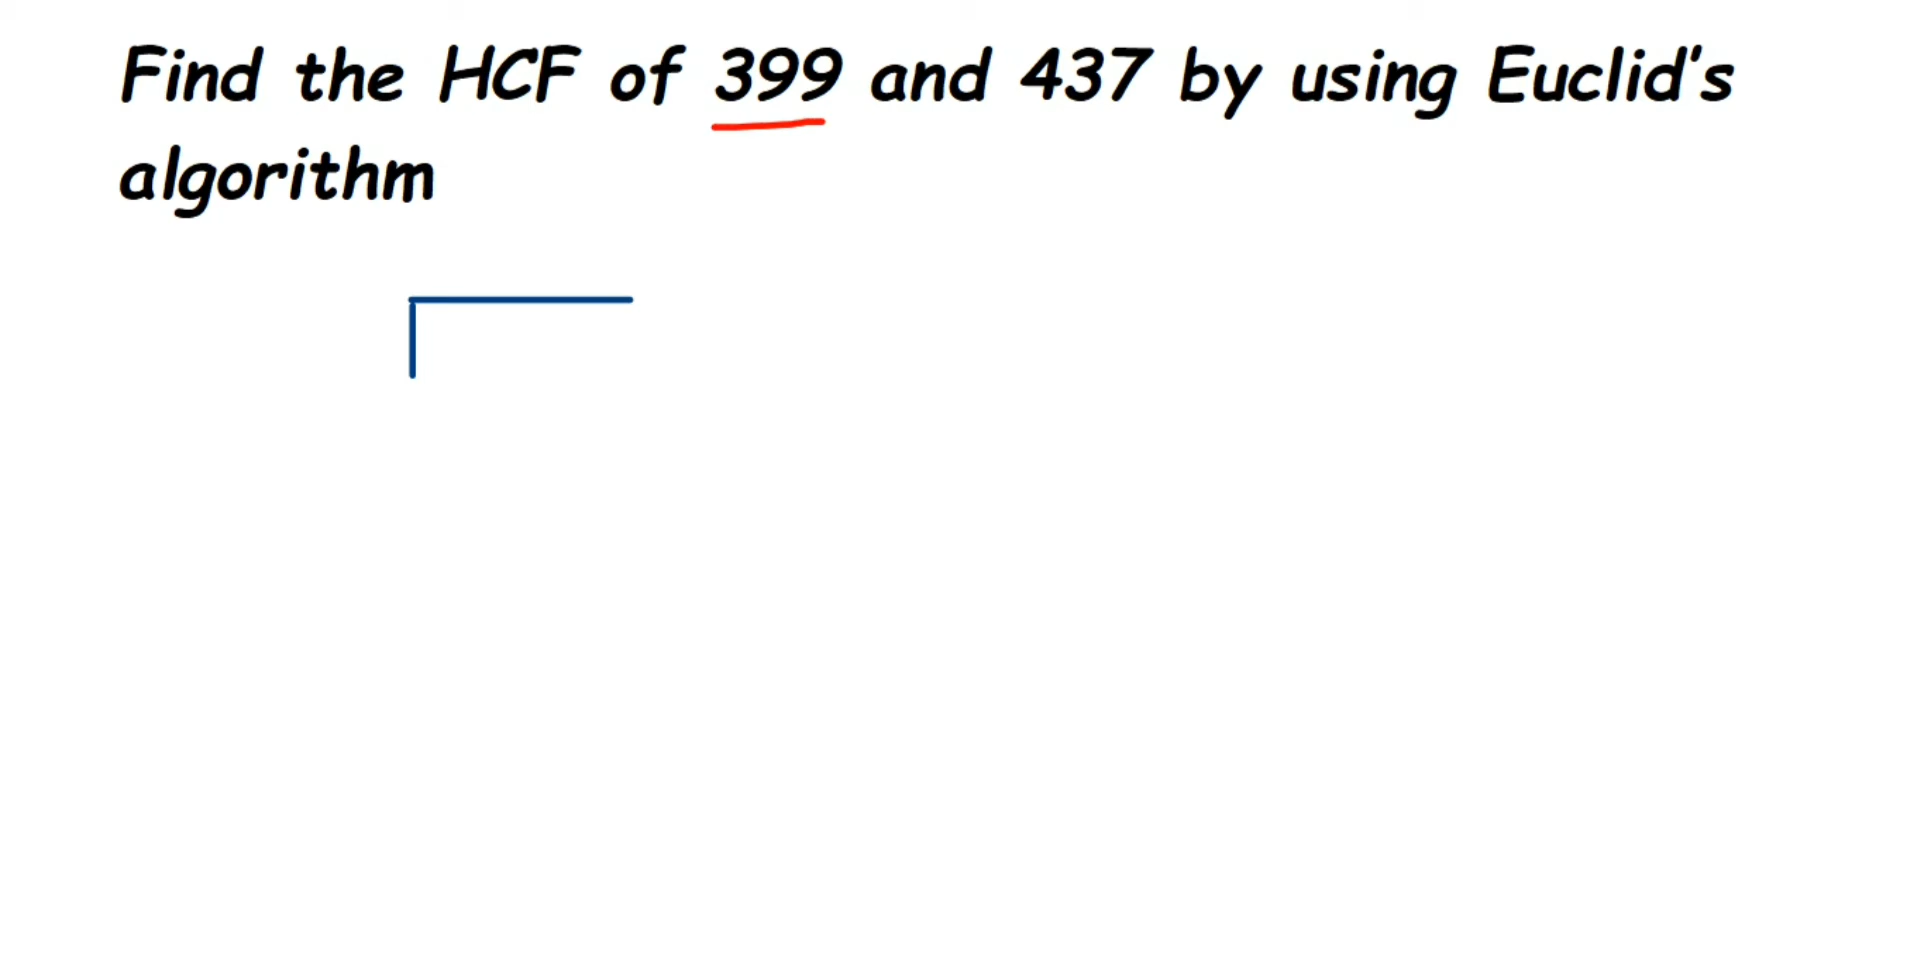 Find the HCF of 399 and 437 by using Euclid's
algorithm